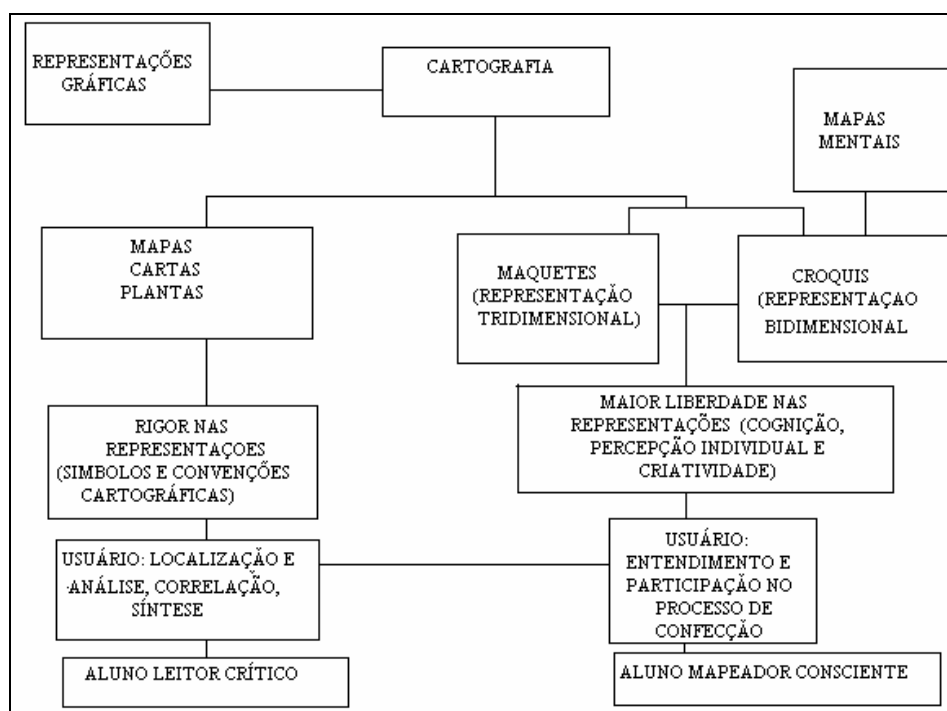 REPRESENTAÇÕES
GRÁFICAS
CARTOGRAFIA
MAPAS
MENTAIS
MAPAS
CARTAS
PLANTAS
MAQUETES
(REPRESENTAÇÃO
TRIDIMENSIONAL)
CROQUIS
(REPRESENTAÇAO
BIDIMENSIONAL
RIGOR NAS
REPRESENTAÇOES
(SIMBOLOS E CONVENÇÕES
CARTOGRÁFICAS)
MAIOR LIBERDADE NAS
REPRESENTAÇÕES (COGNIÇÃO,
PERCEPÇÃO INDIVIDUAL E
CRIATIVIDADE)
USUÁRIO: LOCALIZAÇÃO E
ANÁLISE, CORRELAÇÃO,
SÍNTESE
USUÁRIO:
ENTENDIMENTO E
PARTICIPAÇÃO NO
PROCESSO DE
CONFECÇÃO
ALUNO LEITOR CRÍTICO
ALUNO MAPEADOR CONSCIENTE